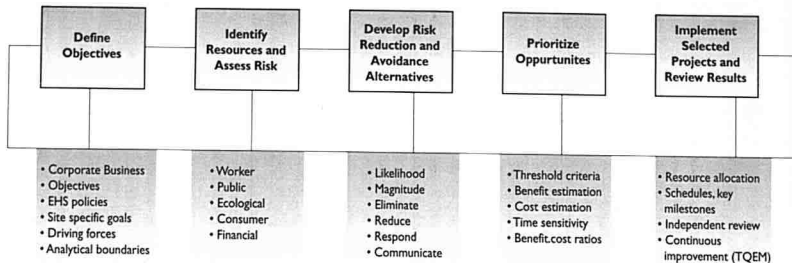 Define
Objectives
Identify
Resources and
Assess Risk
Develop Risk
Reduction and
Avoidance
Alternatives
Prioritize
Oppurtunites
Implement
Selected
Projects and
Review Results
• Corporate Business
• Objectives
• EHS policies
• Site specific goals
• Driving forces
• Analytical boundaries
• Worker
• Public
• Ecological
• Consumer
• Financial
• Likelihood
• Magnitude
• Eliminate
• Reduce
• Respond
• Communicate
• Threshold criteria
• Benefit estimation
• Cost estimation
• Time sensitivity
• Benefit.cost ratios
• Resource allocation
• Schedules, key
milestones
• Independent review
• Continuous
improvement (TQEM)